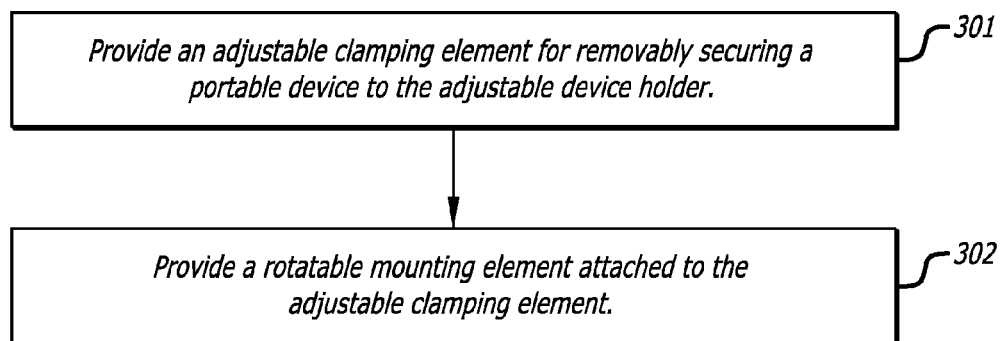 301
Provide an adjustable clamping element for removably securing a
portable device to the adjustable device holder.
302
Provide a rotatable mounting element attached to the
adjustable clamping element.